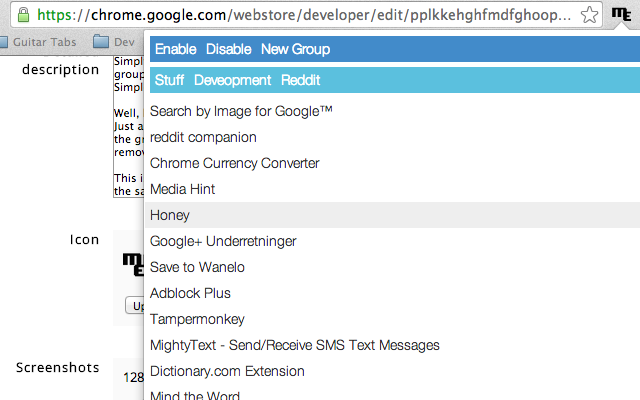 https://chrome.google.com/webstore/developer/edit/pplkkehghfmdfghoop...
ME
Guitar Tabs Dev
Enable Disable New Group
Stuff Deveopment Reddit
description
Simpl
group
Simpl
Well,
Just a
the gr
remov
This i
the sa
Search by Image for Google™
reddit companion
Chrome Currency Converter
Media Hint
Honey
Icon
ME
Google+ Underretninger
Save to Wanelo
Adblock Plus
Up
Tampermonkey
MightyText - Send/Receive SMS Text Messages
Screenshots
128
Dictionary.com Extension
Mind the Word